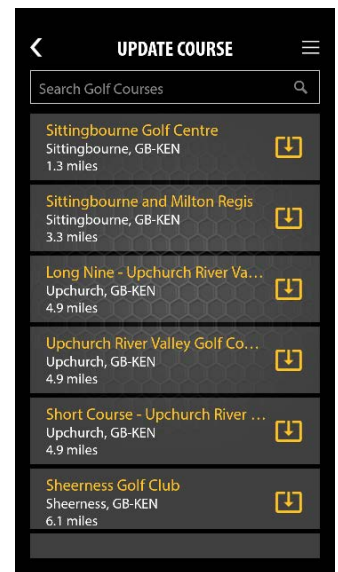 UPDATE COURSE
Search Golf Courses
Sittingbourne Golf Centre
Sittingbourne, GB-KEN
1.3 miles
Sittingbourne and Milton Regis
Sittingbourne, GB-KEN
3.3 miles
Long Nine - Upchurch River Va...
Upchurch, GB-KEN
4.9 miles
Upchurch River Valley Golf Co...
Upchurch, GB-KEN
4.9 miles
Short Course - Upchurch River ...
Upchurch, GB-KEN
4.9 miles
Sheerness Golf Club
Sheerness, GB-KEN
6.1 miles